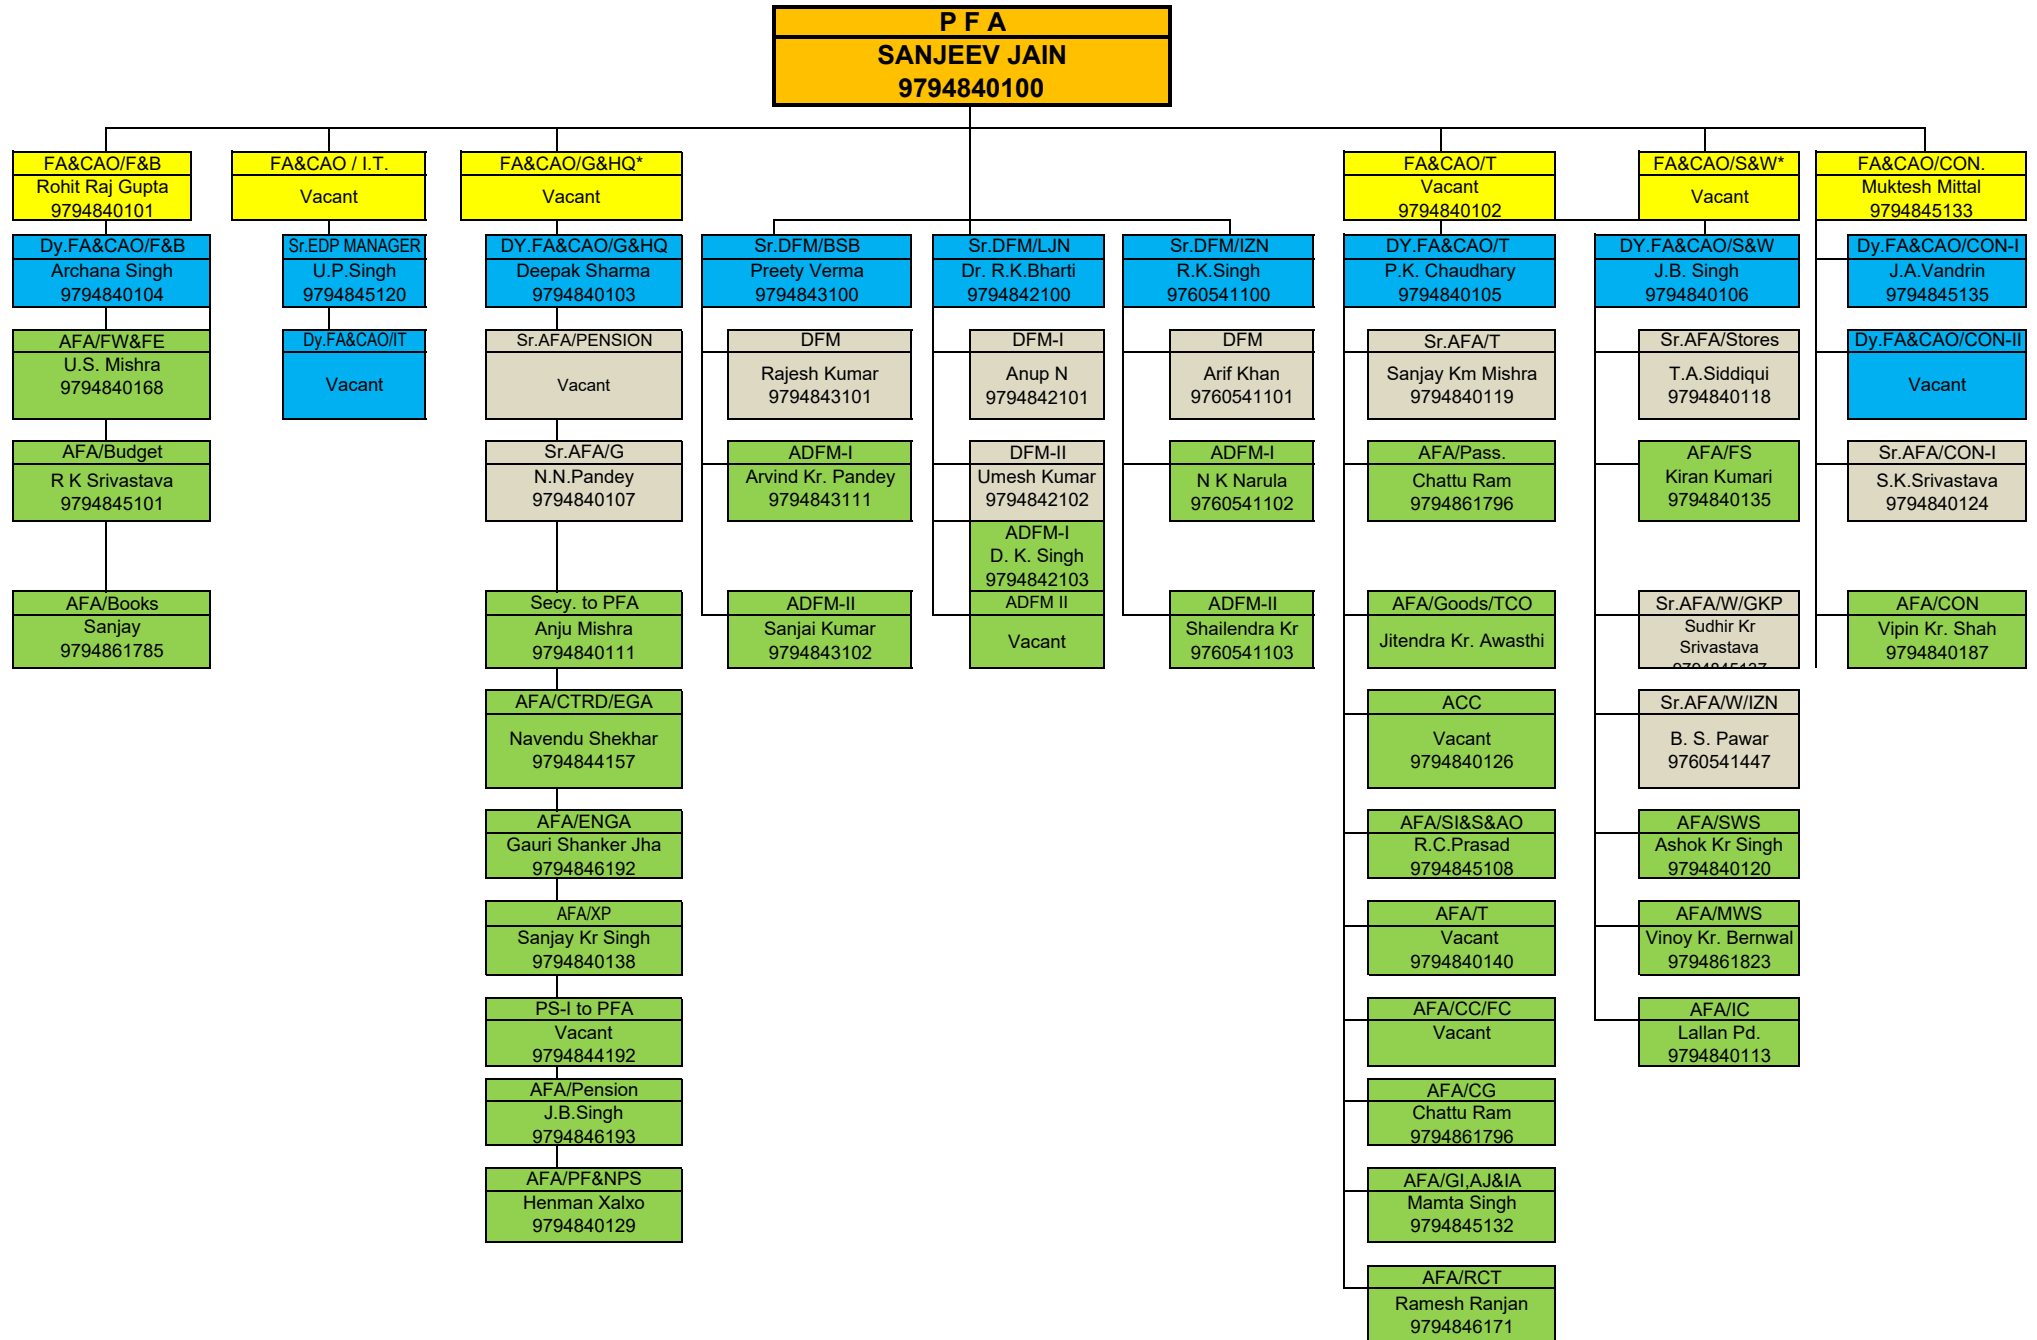 P F A
SANJEEV JAIN
9794840100
FA&CAO/F&B
Rohit Raj Gupta
9794840101
FA&CAO / I.T.
Vacant
FA&CAO/G&HQ*
Vacant
FA&CAO/T
Vacant
9794840102
FA&CAO/S&W*
Vacant
FA&CAO/CON.
Muktesh Mittal
9794845133
Dy.FA&CAO/F&B
Archana Singh
9794840104
Sr.EDP MANAGER
U.P.Singh
9794845120
DY.FA&CAO/G&HQ
Deepak Sharma
9794840103
Sr.DFM/BSB
Preety Verma
9794843100
Sr.DFM/LJN
Dr. R.K.Bharti
9794842100
Sr.DFM/IZN
R.K.Singh
9760541100
DY.FA&CAO/T
P.K. Chaudhary
9794840105
DY.FA&CAO/S&W
J.B. Singh
9794840106
Dy.FA&CAO/CON-I
J.A.Vandrin
9794845135
AFA/FW&FE
U.S. Mishra
9794840168
Dy.FA&CAO/IT
Vacant
Sr.AFA/PENSION
Vacant
DFM
Rajesh Kumar
9794843101
DFM-I
Anup N
9794842101
DFM
Arif Khan
9760541101
Sr.AFA/T
Sanjay Km Mishra
9794840119
Sr.AFA/Stores
T.A.Siddiqui
9794840118
Dy.FA&CAO/CON-II
Vacant
AFA/Budget
R K Srivastava
9794845101
Sr.AFA/G
N.N.Pandey
9794840107
ADFM-I
Arvind Kr. Pandey
9794843111
DFM-II
Umesh Kumar
9794842102
ADFM-I
N K Narula
9760541102
AFA/Pass.
Chattu Ram
9794861796
AFA/FS
Kiran Kumari
9794840135
Sr.AFA/CON-I
S.K.Srivastava
9794840124
ADFM-I
D. K. Singh
9794842103
AFA/Books
Sanjay
9794861785
Secy. to PFA
Anju Mishra
9794840111
ADFM-II
Sanjai Kumar
9794843102
ADFM II
Vacant
ADFM-II
Shailendra Kr
9760541103
AFA/Goods/TCO
Jitendra Kr. Awasthi
Sr.AFA/W/GKP
Sudhir Kr
Srivastava
AFA/CON
Vipin Kr. Shah
9794840187
AFA/CTRD/EGA
Navendu Shekhar
9794844157
ACC
Vacant
9794840126
Sr.AFA/W/IZN
B. S. Pawar
9760541447
AFA/ENGA
Gauri Shanker Jha
9794846192
AFA/SI&S&AO
R.C.Prasad
9794845108
AFA/SWS
Ashok Kr Singh
9794840120
AFA/XP
Sanjay Kr Singh
9794840138
AFA/T
Vacant
9794840140
AFA/MWS
Vinoy Kr. Bernwal
9794861823
PS-I to PFA
Vacant
9794844192
AFA/CC/FC
Vacant
AFA/IC
Lallan Pd.
9794840113
AFA/Pension
J.B.Singh
9794846193
AFA/CG
Chattu Ram
9794861796
AFA/PF&NPS
Henman Xalxo
9794840129
AFA/GI,AJ&IA
Mamta Singh
9794845132
AFA/RCT
Ramesh Ranjan
9794846171